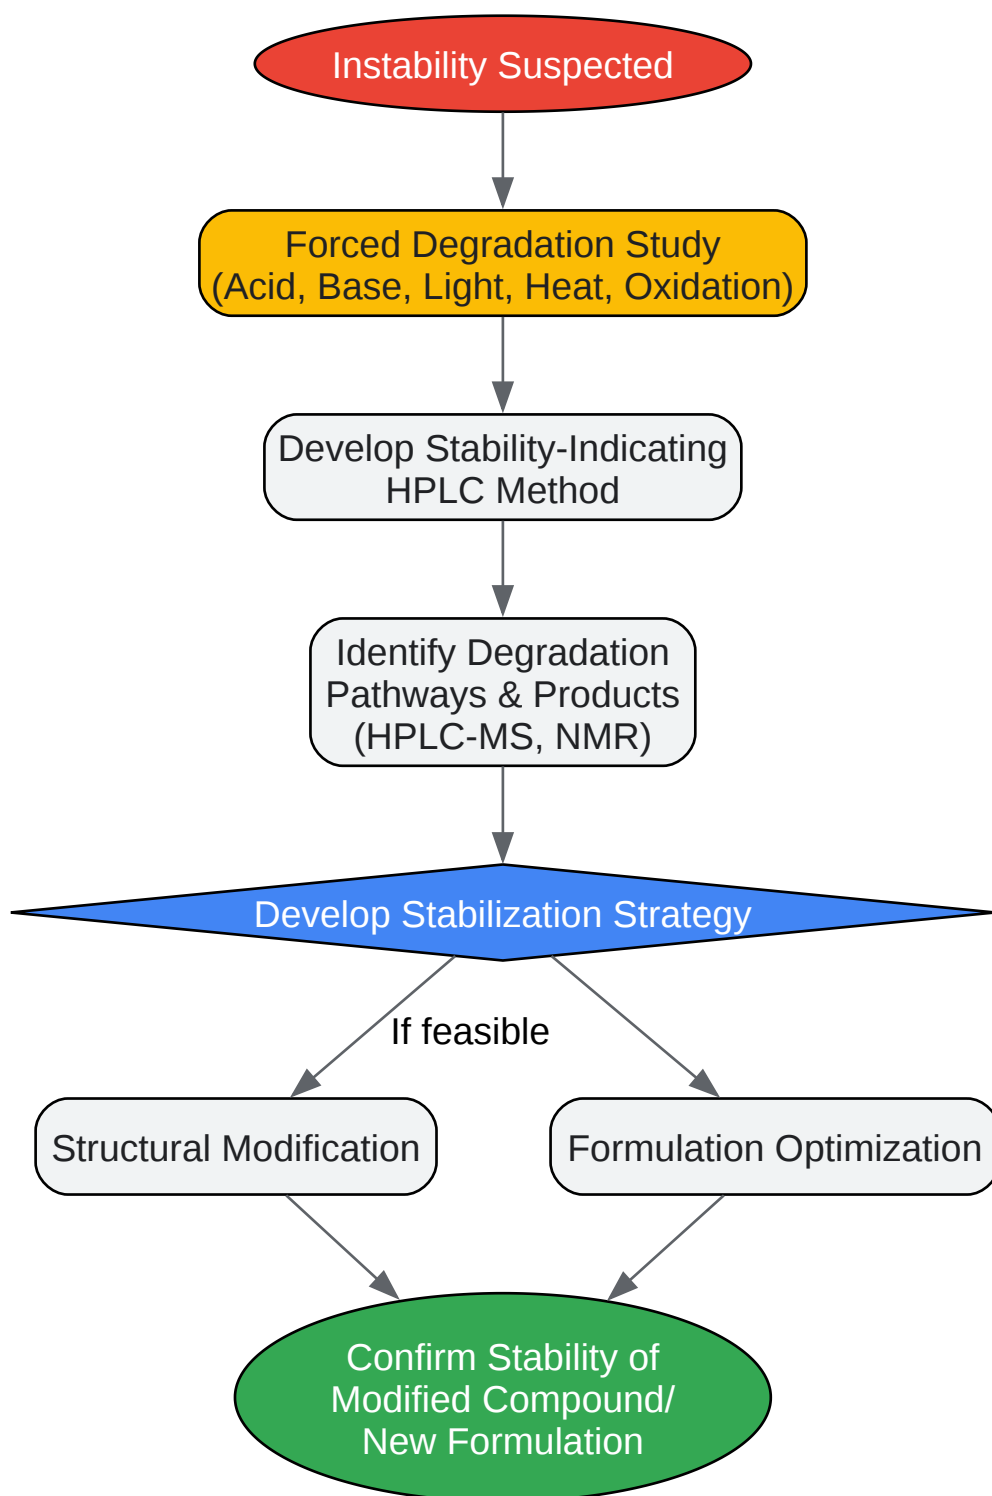 Instability Suspected
Forced Degradation Study
(Acid, Base, Light, Heat, Oxidation)
Develop Stability-Indicating
HPLC Method
Identify Degradation
Pathways & Products
(HPLC-MS, NMR)
Develop Stabilization Strategy
If feasible
Structural Modification
Formulation Optimization
Confirm Stability of
Modified Compound/
New Formulation